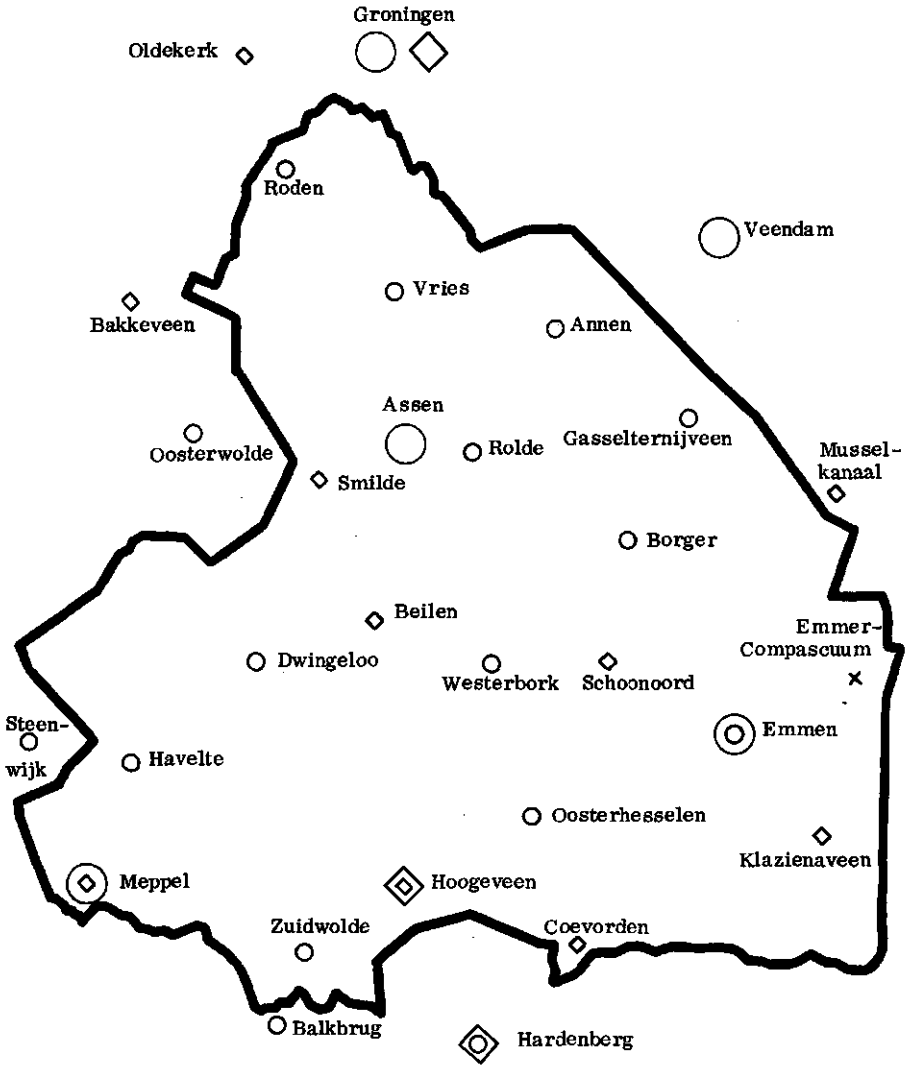 Groningen
Oldekerk
Roden
Veendam
Vries
Bakkeveen
Annen
Assen
Oosterwolde
Rolde
Gasselternijveen
Mussel-
kanaal
Smilde
Borger
Beilen
Emmer-
Compascuum
Dwingeloo
Westerbork
Schoonoord
Steen-
wijk
Emmen
Havelte
Oosterhesselen
Klazienaveen
Meppel
Hoogeveen
Zuidwolde
Coevorden
Balkbrug
Hardenberg